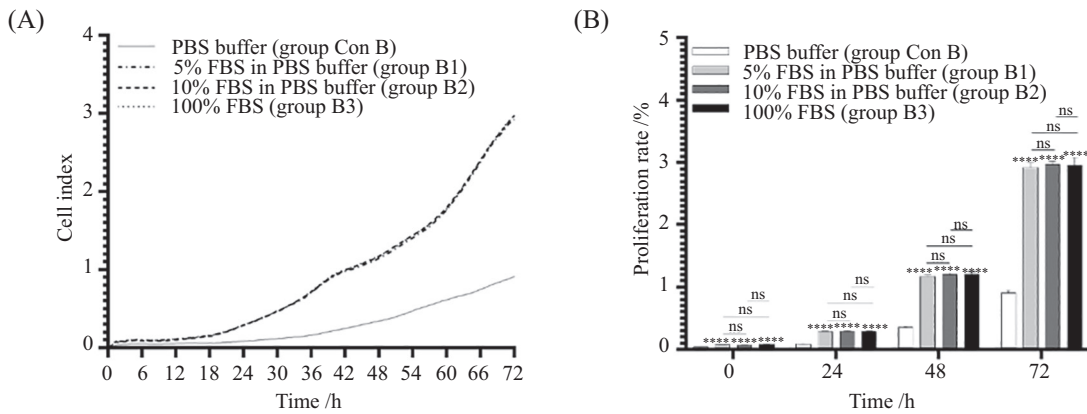 (A)
4
3
2
1
0
Cell index
PBS buffer (group Con B)
5% FBS in PBS buffer (group B1)
10% FBS in PBS buffer (group B2)
100% FBS (group B3)
0 6 12 18 24 30 36 42 48 54 60 66 72
Time /h
(B)
5
4
3
2
1
0
Proliferation rate /%
PBS buffer (group Con B)
5% FBS in PBS buffer (group B1)
10% FBS in PBS buffer (group B2)
100% FBS (group B3)
ns
ns
ns
**** **** ****
ns
ns
ns
**** **** ****
ns
ns
ns
**** **** ****
ns
ns
ns
**** **** ****
0 24 48 72
Time /h